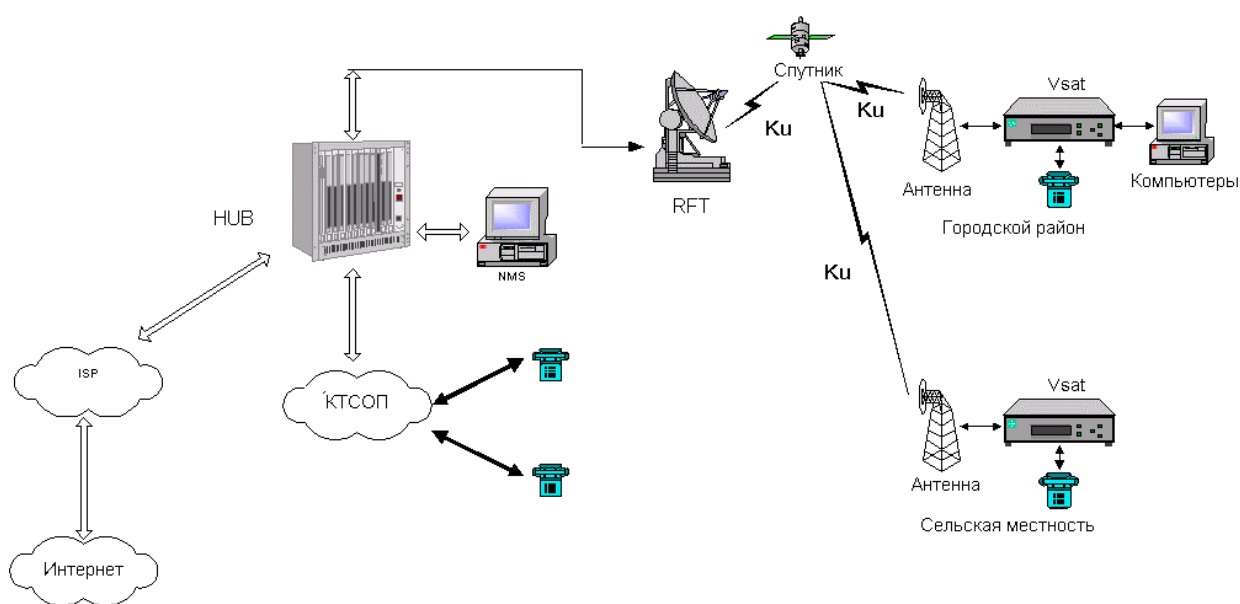 Спутник
Vsat
Ku
Ku
HUB
RFT
Антенна
Компьютеры
Городской район
NMS
Ku
ISP
КТСОП
Vsat
Антенна
Сельская местность
Интернет